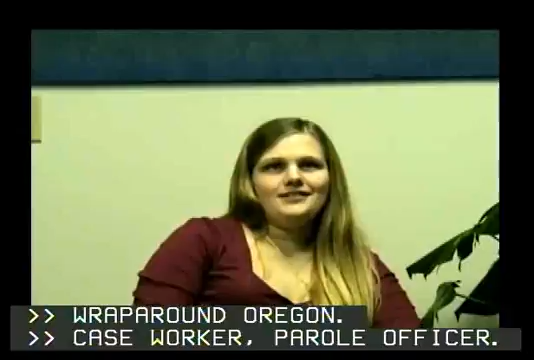 >> WRAPAROUND OREGON.
>> CASE WORKER, PAROLE OFFICER.